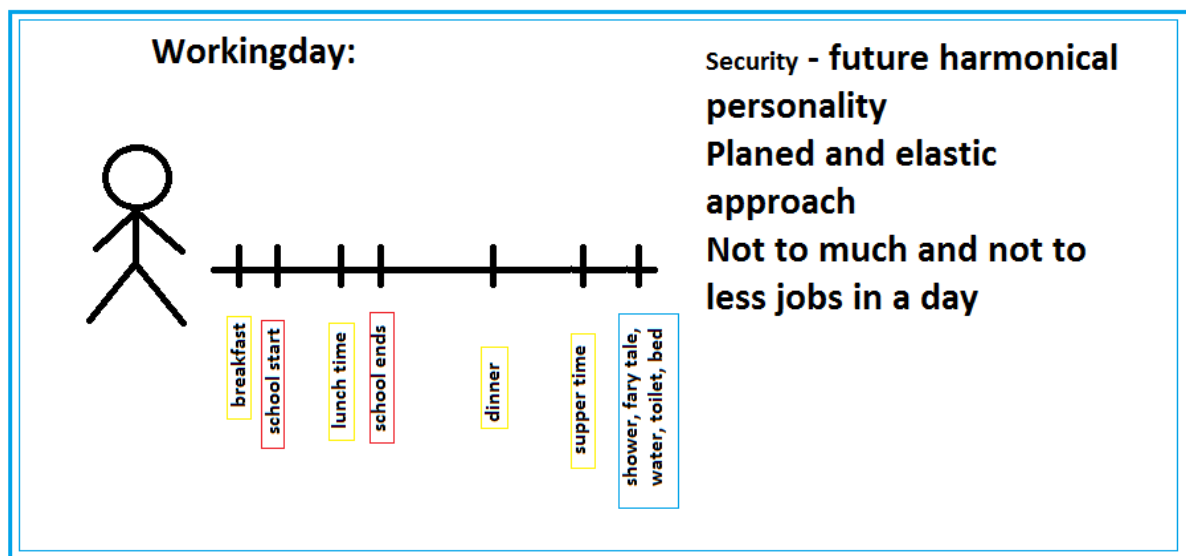 Workingday:
Security - future harmonical
personality
Planed and elastic
approach
Not to much and not to
less jobs in a day
breakfast
school start
lunch time
school ends
dinner
supper time
shower, fary tale,
water, toilet, bed